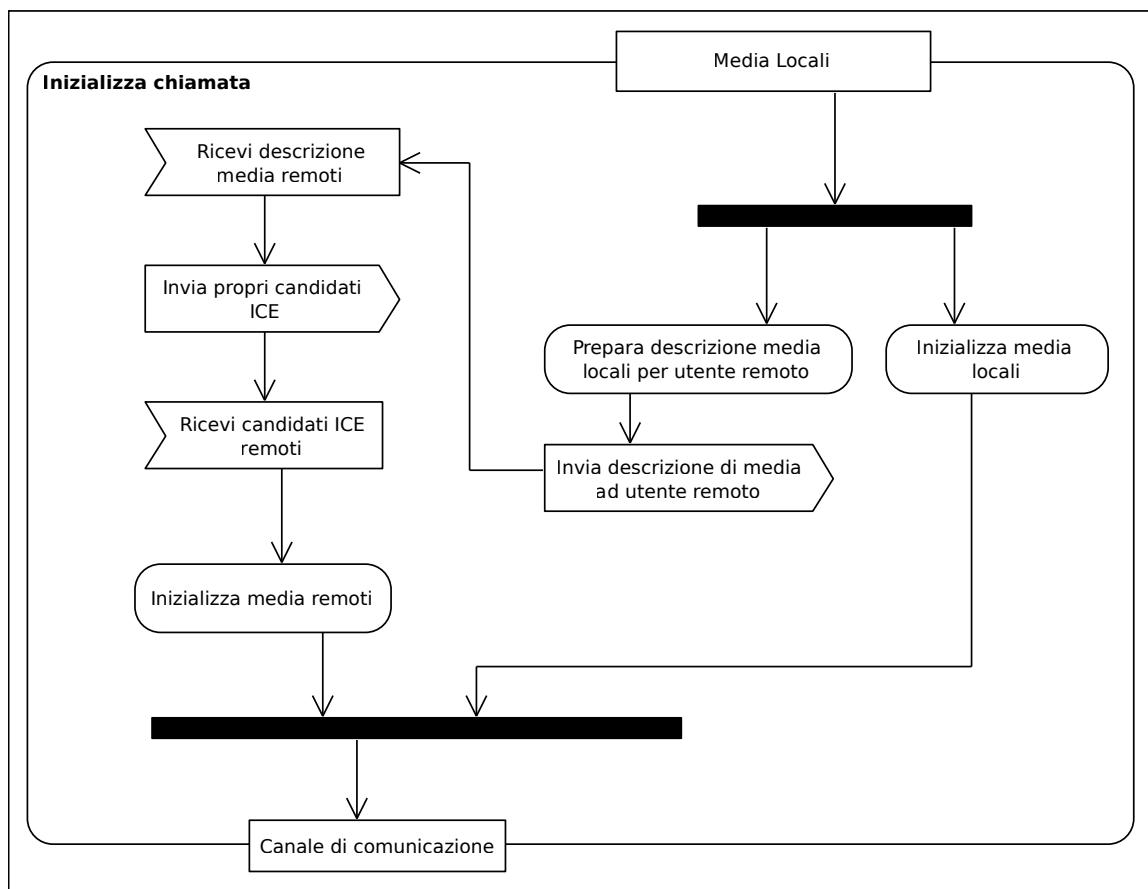 Media Locali
Inizializza chiamata
Ricevi descrizione
media remoti
Invia propri candidati
ICE
Prepara descrizione media
locali per utente remoto
Inizializza media
locali
Ricevi candidati ICE
remoti
Invia descrizione di media
ad utente remoto
Inizializza media remoti
Canale di comunicazione